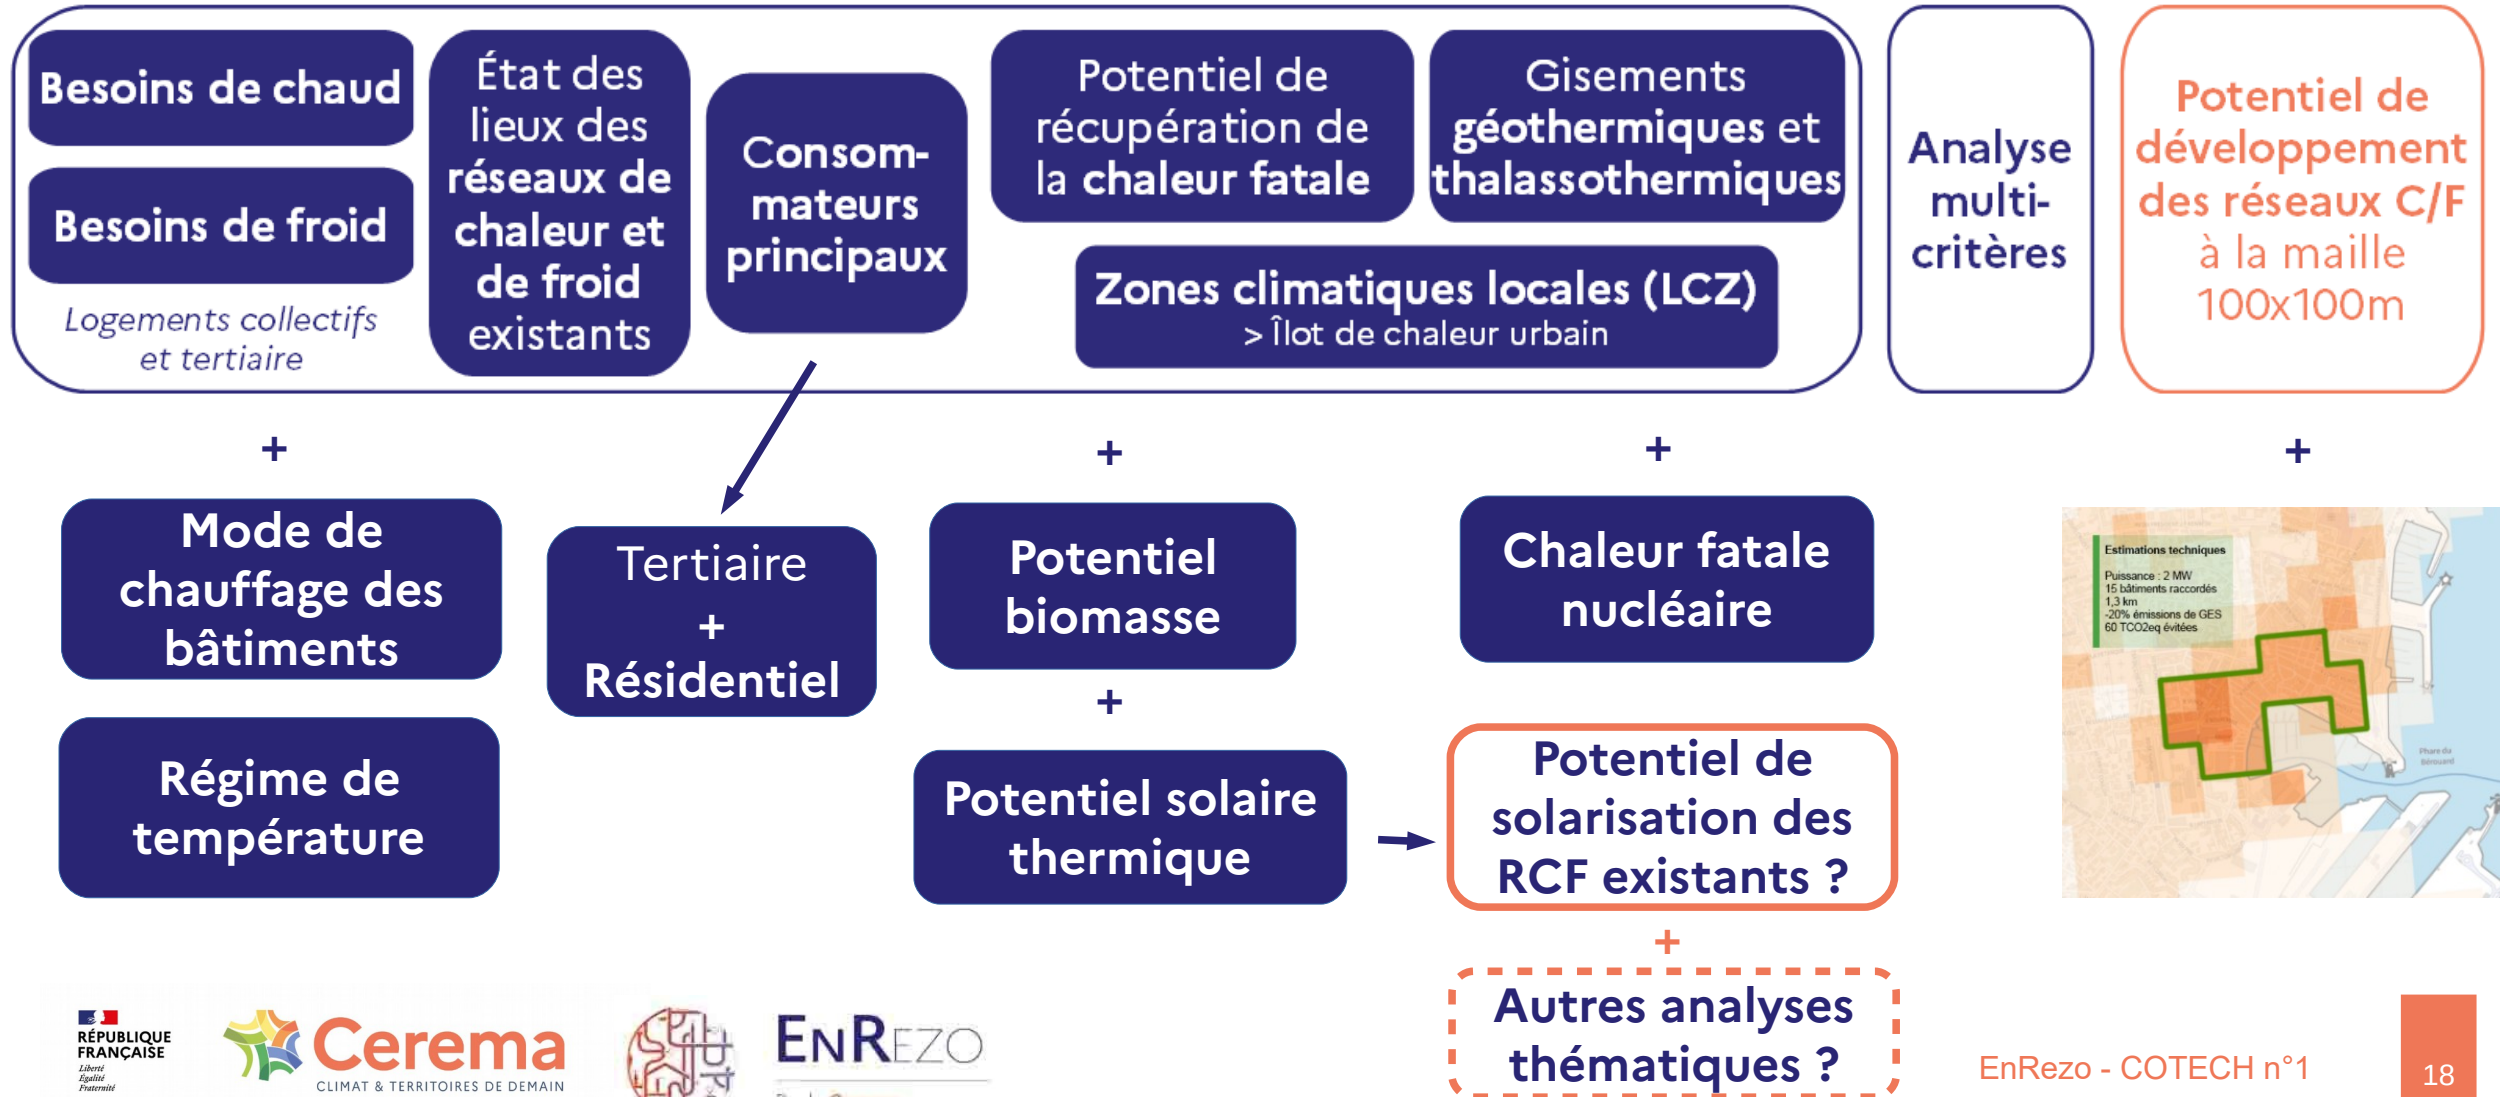 Besoins de chaud
Besoins de froid
Logements collectifs
et tertiaire
État des
lieux des
réseaux de
chaleur et
de froid
existants
Consom-
mateurs
principaux
Potentiel de
récupération de
la chaleur fatale
Gisements
géothermiques et
thalassothermiques
Zones climatiques locales (LCZ)
> Îlot de chaleur urbain
Analyse
multi-
critères
Potentiel de
développement
des réseaux C/F
à la maille
100x100m
+
+
+
+
Mode de
chauffage des
bâtiments
Régime de
température
Tertiaire
+
Résidentiel
Potentiel
biomasse
+
Potentiel solaire
thermique
Chaleur fatale
nucléaire
Potentiel de
solarisation des
RCF existants ?
+
Autres analyses
thématiques ?
Estimations techniques
Puissance : 2 MW
15 bâtiments raccordés
1,3 km
-20% émissions de GES
60 TCO2eq évitées
Phare du
RÉPUBLIQUE
FRANÇAISE
Liberté
Égalité
Fraternité
Cerema
CLIMAT & TERRITOIRES DE DEMAIN
ENREZO
EnRezo - COTECH n°1
18